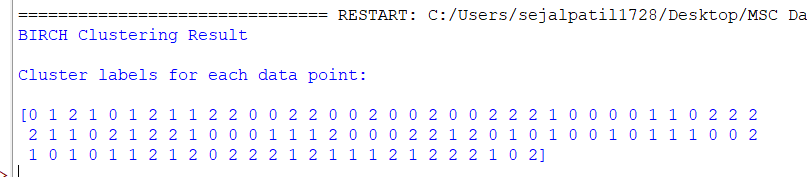 =============================== RESTART: C:/Users/sejalpatil1728/Desktop/MSC Da
BIRCH Clustering Result
Cluster labels for each data point:
[0 1 2 1 0 1 2 1 1 2 2 0 0 2 2 0 0 2 0 0 2 0 0 2 2 2 1 0 0 0 0 1 1 0 2 2 2
2 1 1 0 2 1 2 2 1 0 0 0 1 1 1 2 0 0 0 2 2 1 2 0 1 0 1 0 0 1 0 1 1 1 0 0 2
1 0 1 0 1 1 2 1 2 0 2 2 2 1 2 1 1 1 2 1 2 2 2 1 0 2]
>